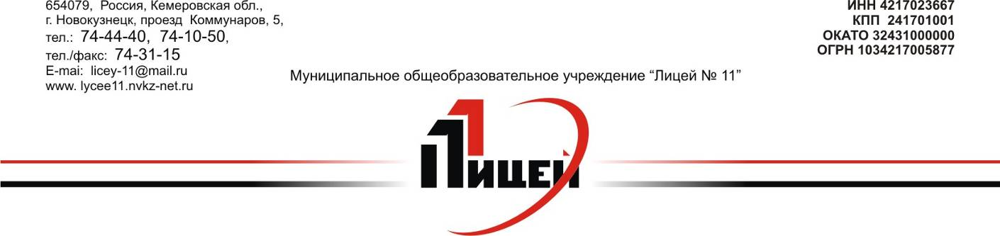 654079, Россия, Кемеровская обл.,
г. Новокузнецк, проезд Коммунаров, 5,
тел.: 74-44-40, 74-10-50,
тел./факс: 74-31-15
E-mai: licey-11@mail.ru
www. lycee11.nvkz-net.ru
ИНН 4217023667
КПП 241701001
ОКАТО 32431000000
ОГРН 1034217005877
Муниципальное общеобразовательное учреждение “Лицей № 11”
11
Лицей